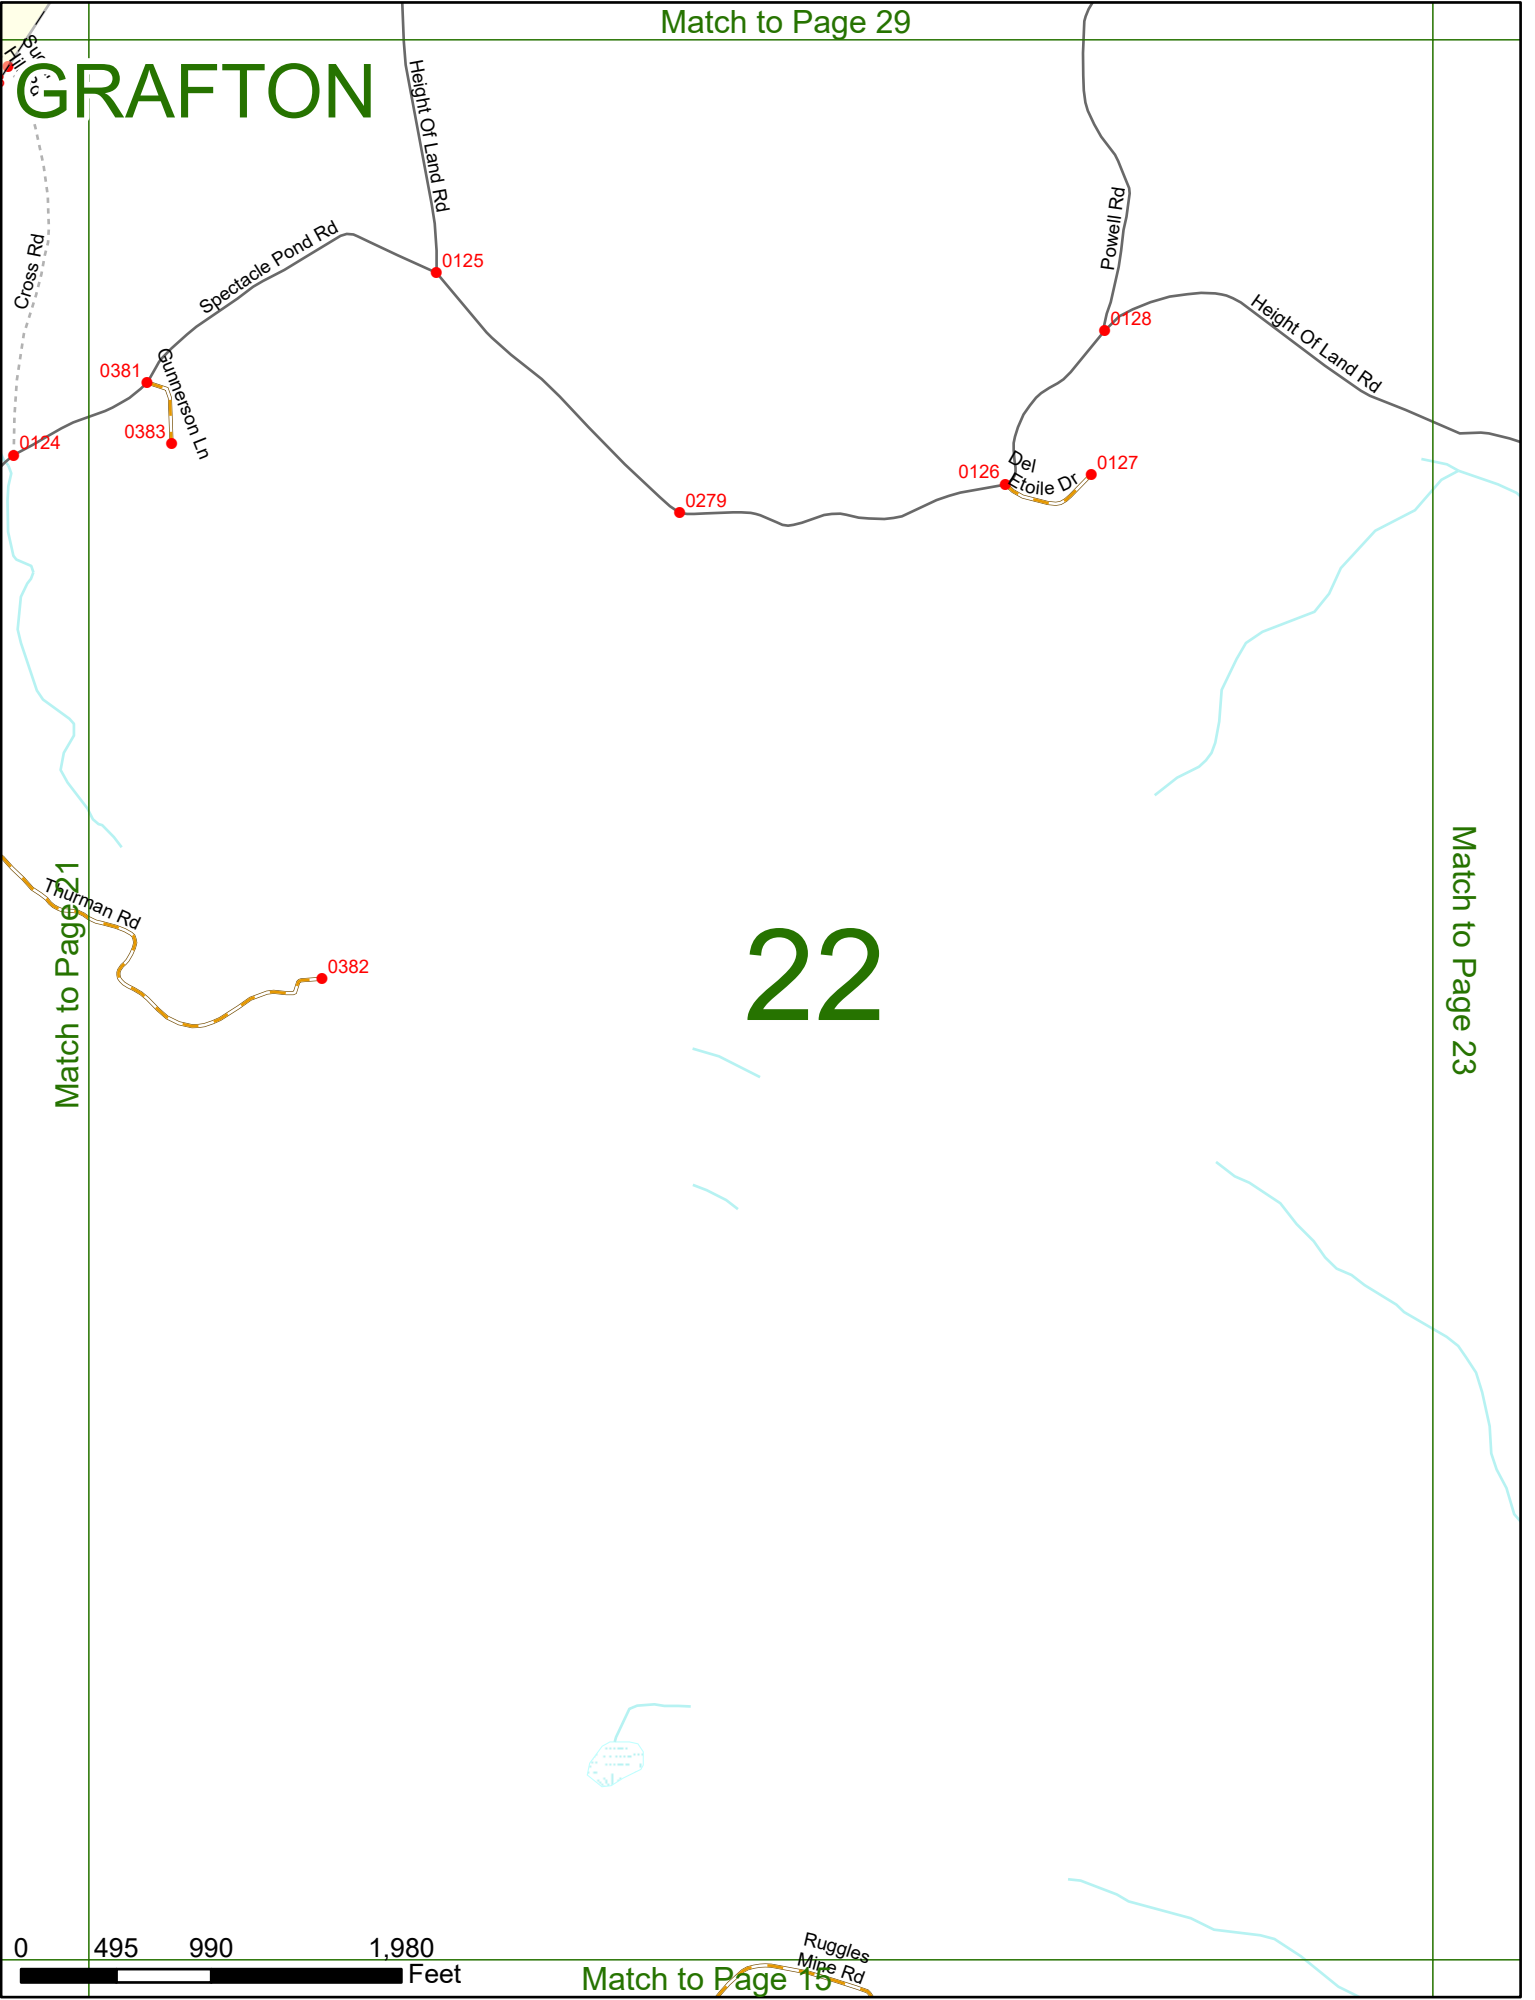 Match to Page 29
Hill Rd
GRAFTON
Height Of Land Rd
Cross Rd
Spectacle Pond Rd
0125
Powell Rd
0128
Height Of Land Rd
0381
Gunnerson Ln
0383
0124
0126
Del
Etoile Dr
0127
0279
Match to Page 21
Thurman Rd
0382
22
Match to Page 23
0 495 990 1,980
Feet
Ruggles
Mine Rd
Match to Page 15